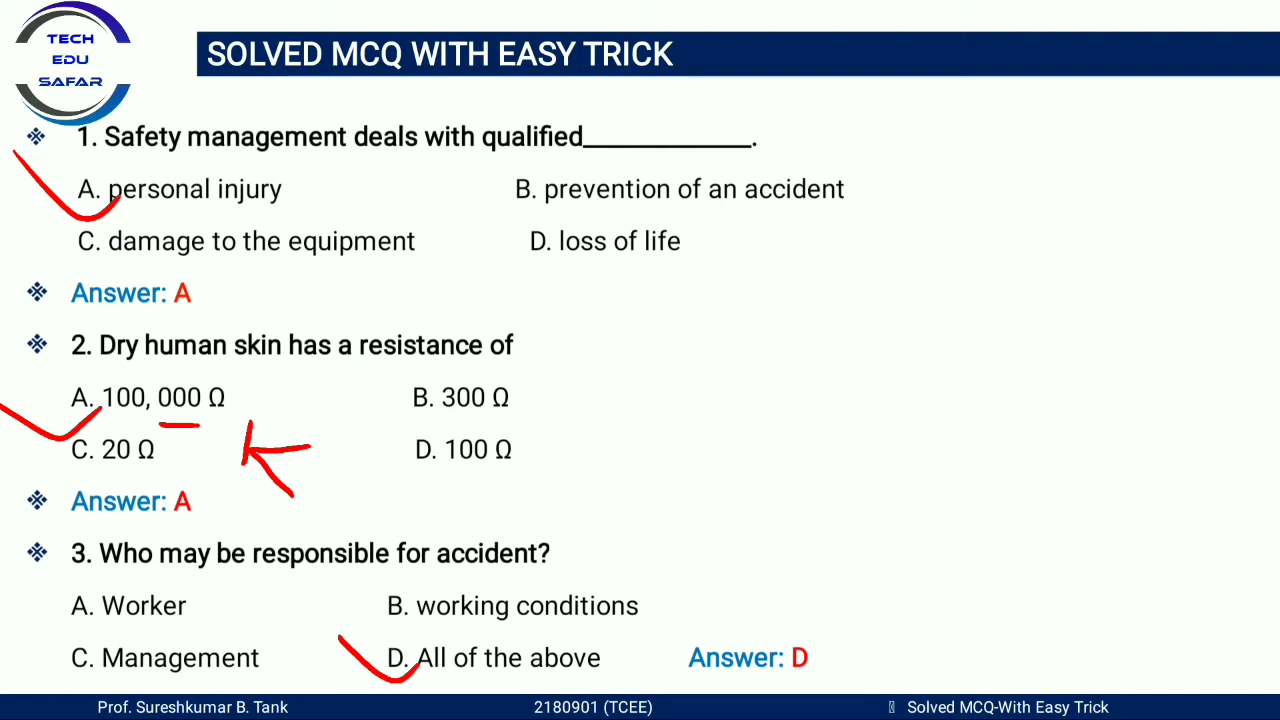 TECH
EDU
SAFAR
SOLVED MCQ WITH EASY TRICK
❖ 1. Safety management deals with qualified____________.
A. personal injury B. prevention of an accident
C. damage to the equipment D. loss of life
❖ Answer: A
❖ 2. Dry human skin has a resistance of
A. 100, 000 Ω B. 300 Ω
C. 20 Ω D. 100 Ω
❖ Answer: A
❖ 3. Who may be responsible for accident?
A. Worker B. working conditions
C. Management D. All of the above Answer: D
Prof. Sureshkumar B. Tank 2180901 (TCEE) Solved MCQ-With Easy Trick